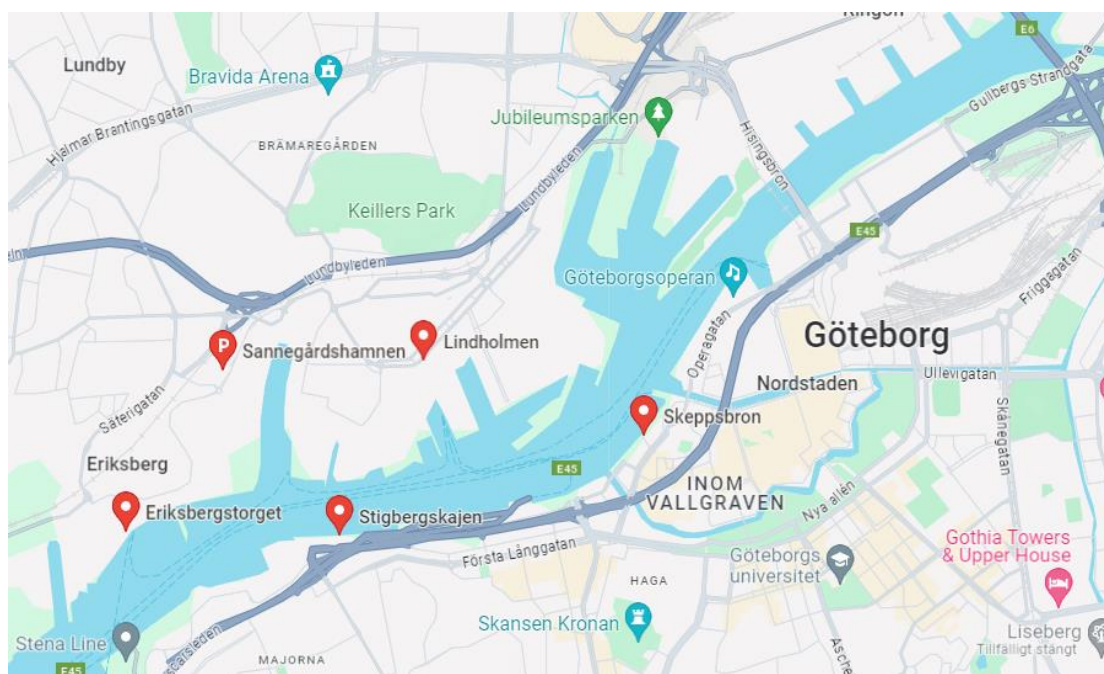 Lundby
Bravida Arena
Hjalmar Brantingsgatan
BRÄMAREGÅRDEN
Jubileumsparken
Hisingsbron
E6
Gullbergs Strandgata
Keillers Park
Lundbyleden
Lundbyleden
E45
Göteborgsoperan
Friggagatan
P
Sannegårdshamnen
Lindholmen
Operagatan
Göteborg
Nordstaden
Ullevigatan
Säterigatan
Skånegatan
Skeppsbron
Eriksberg
E45
INOM
VALLGRAVEN
Nya allén
Eriksbergstorget
Stigbergskajen
Första Långgatan
Göteborgs
universitet
Gothia Towers
& Upper House
HAGA
Skansen Kronan
Stena Line
Liseberg
Tillfälligt stängt
MAJORNA
E45